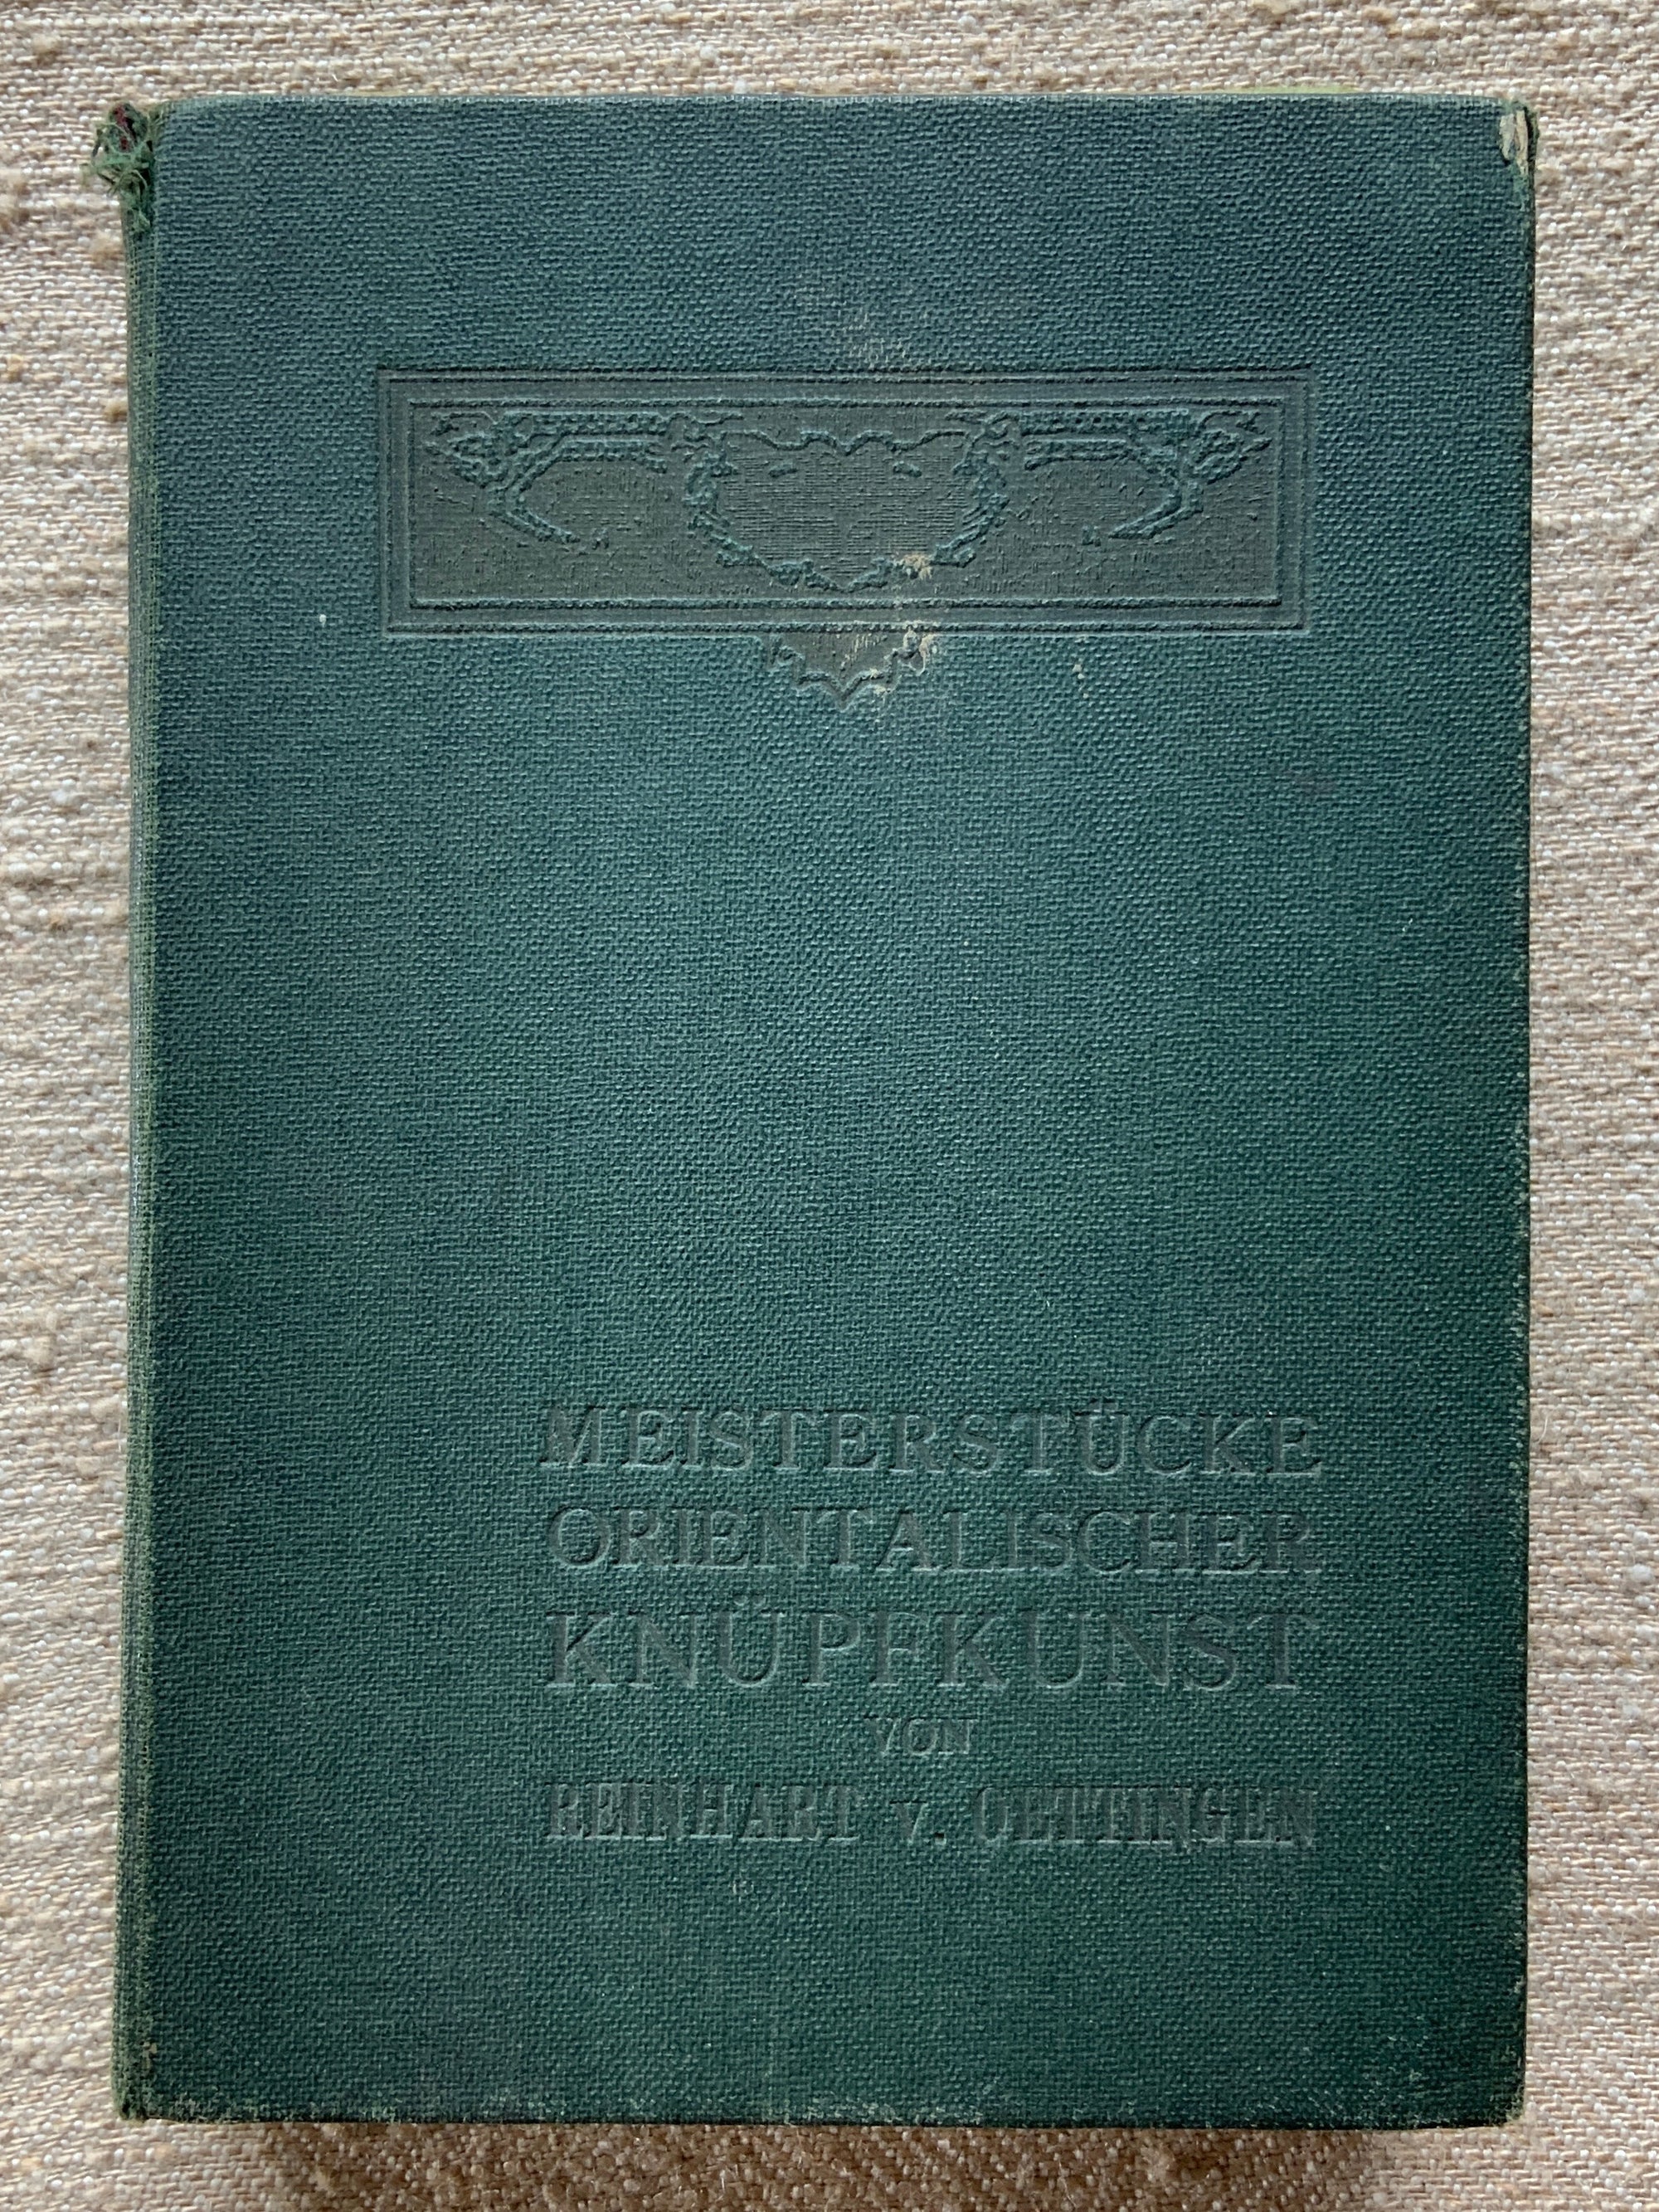 MEISTERSTÜCKE
ORIENTALISCHER
KNÜPFKUNST
VON
REINHART v. OETTINGEN